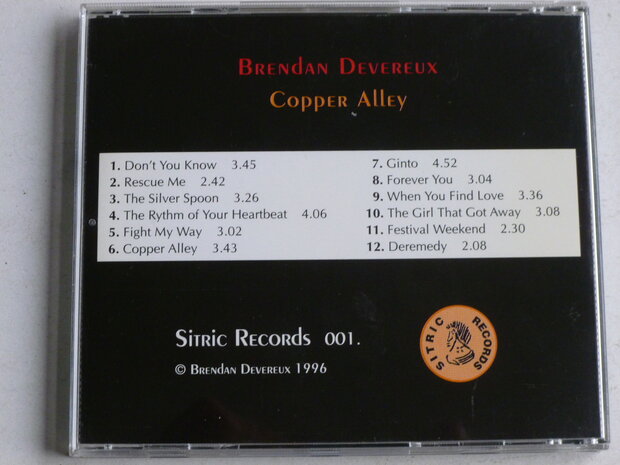 Brendan Devereux
Copper Alley
1. Don't You Know 3.45
2. Rescue Me 2.42
3. The Silver Spoon 3.26
4. The Rythm of Your Heartbeat 4.06
5. Fight My Way 3.02
6. Copper Alley 3.43
7. Ginto 4.52
8. Forever You 3.04
9. When You Find Love 3.36
10. The Girl That Got Away 3.08
11. Festival Weekend 2.30
12. Deremedy 2.08
Sitric Records 001.
© Brendan Devereux 1996
SITRIC RECORDS